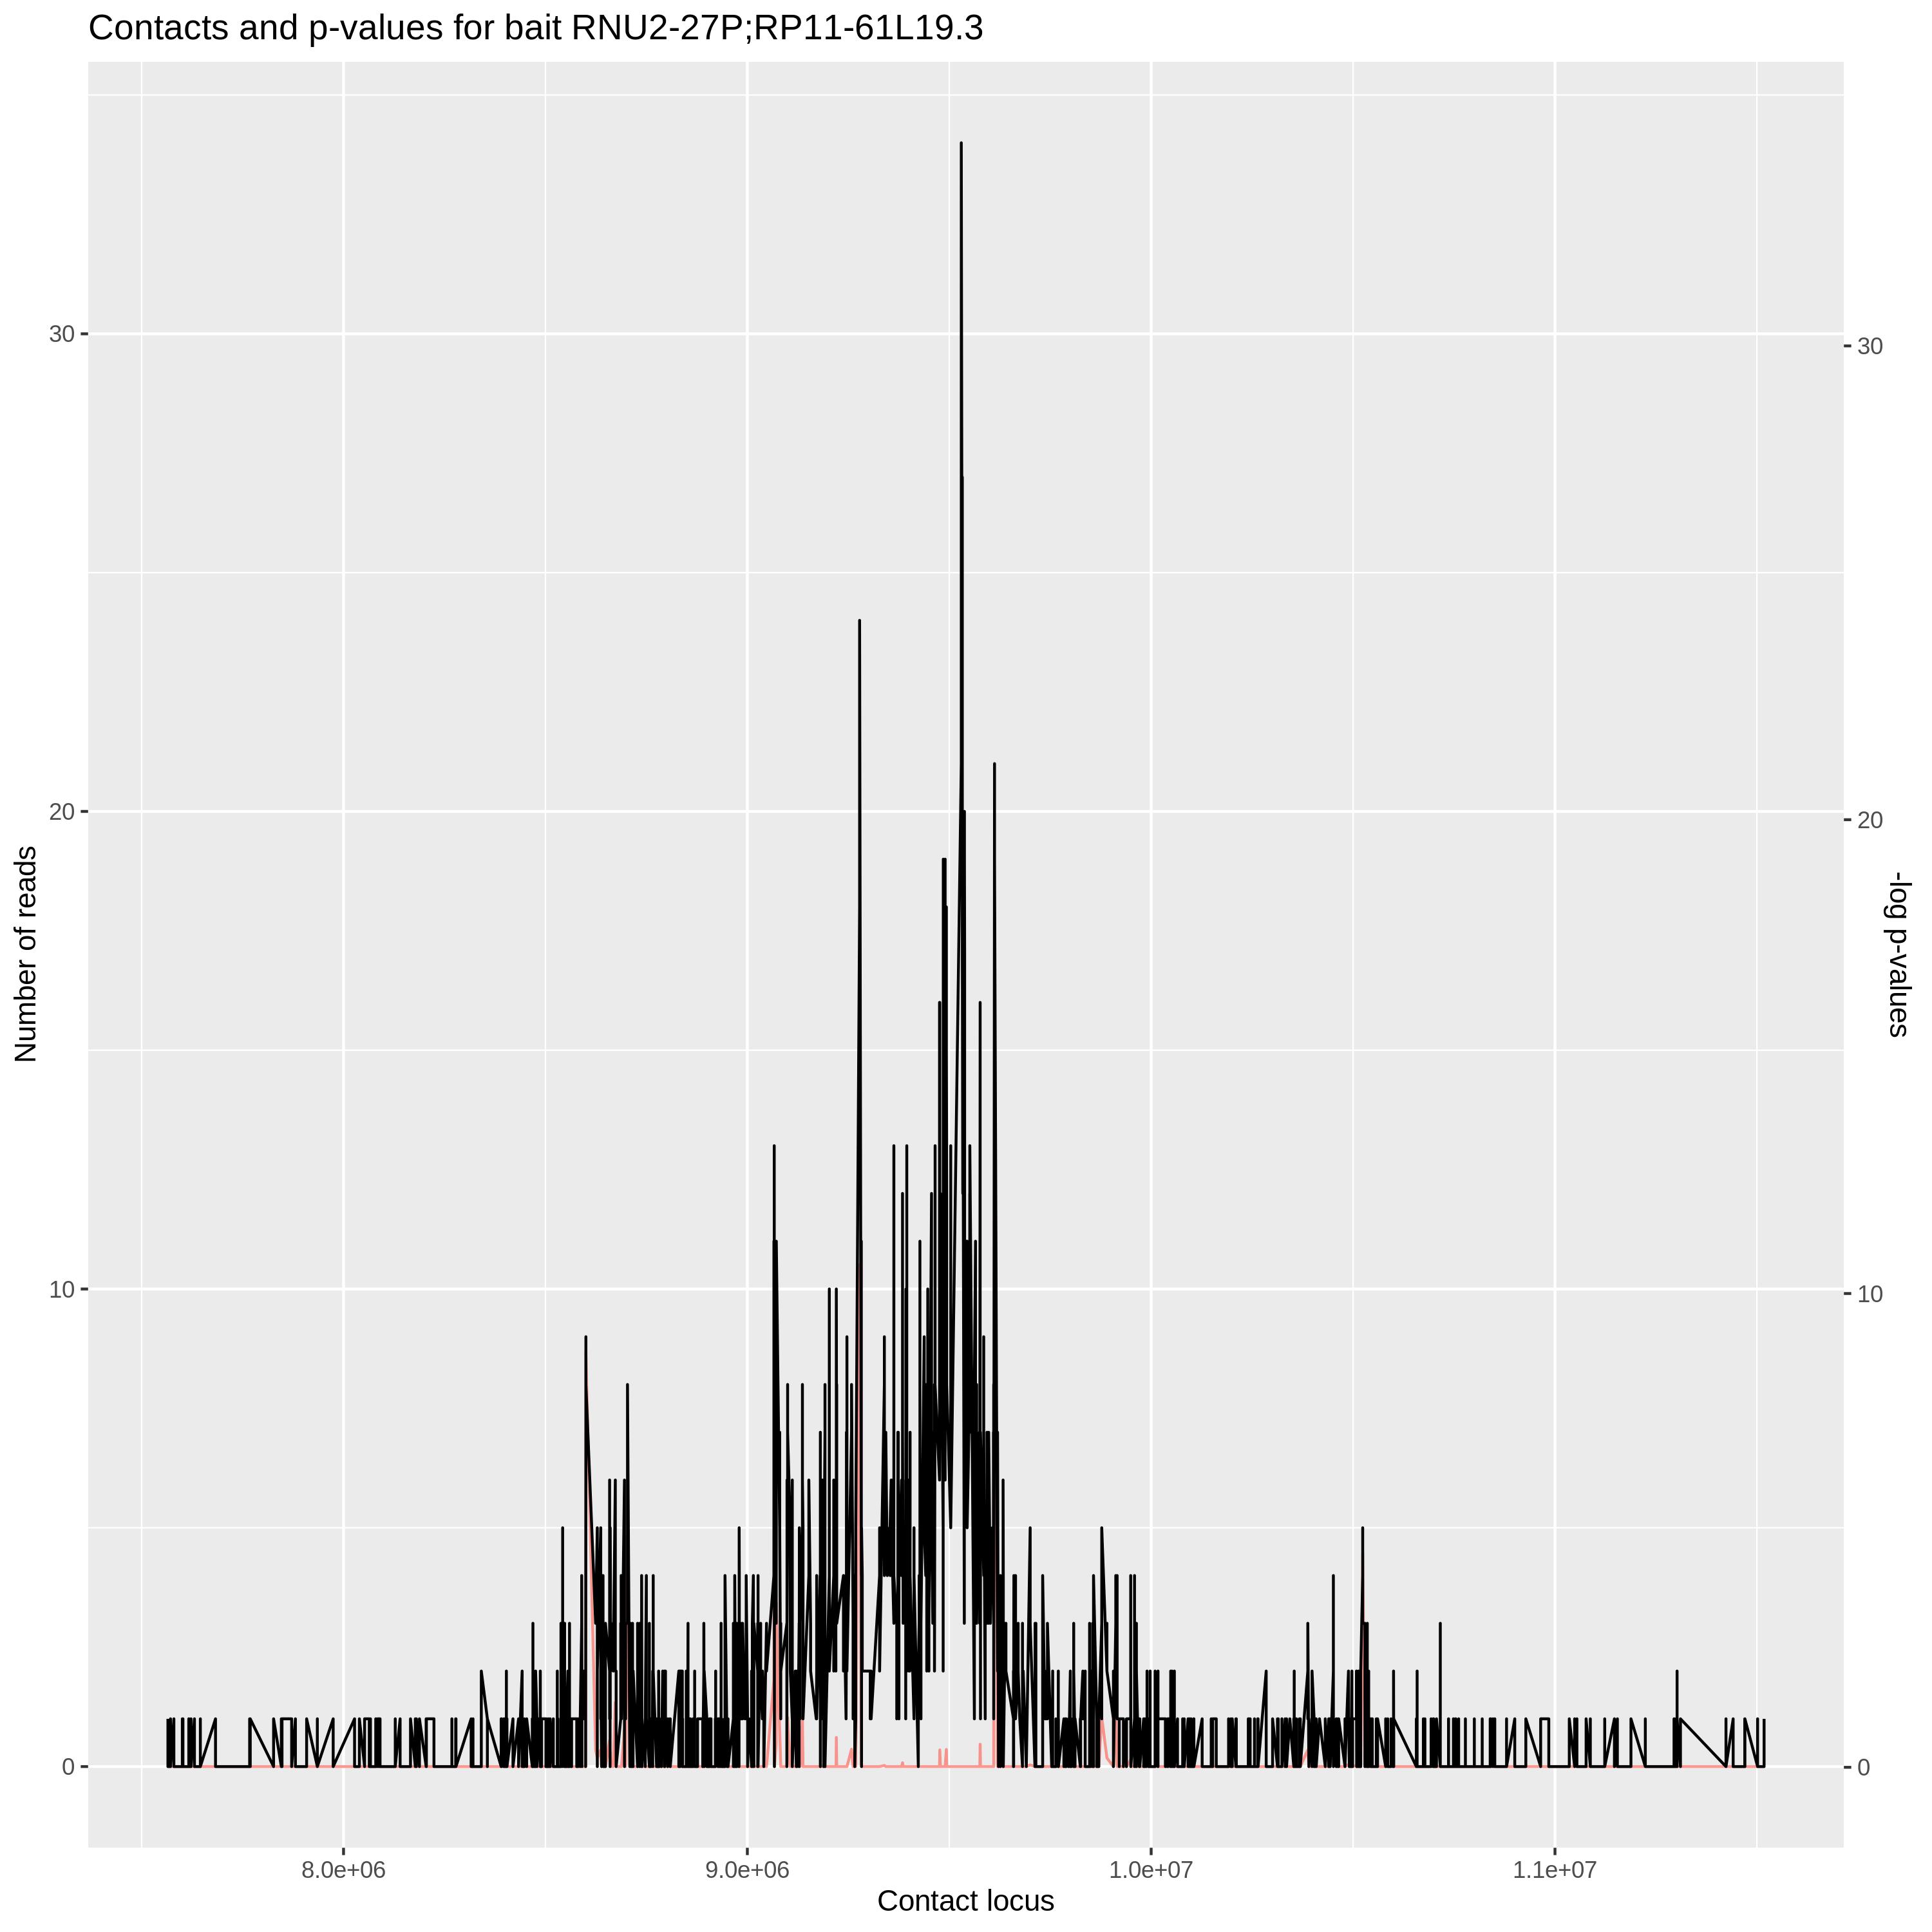 Contacts and p-values for bait RNU2-27P;RP11-61L19.3
30
20
10
0
Number of reads
30
20
10
0
-log p-values
8.0e+06
9.0e+06
1.0e+07
1.1e+07
Contact locus